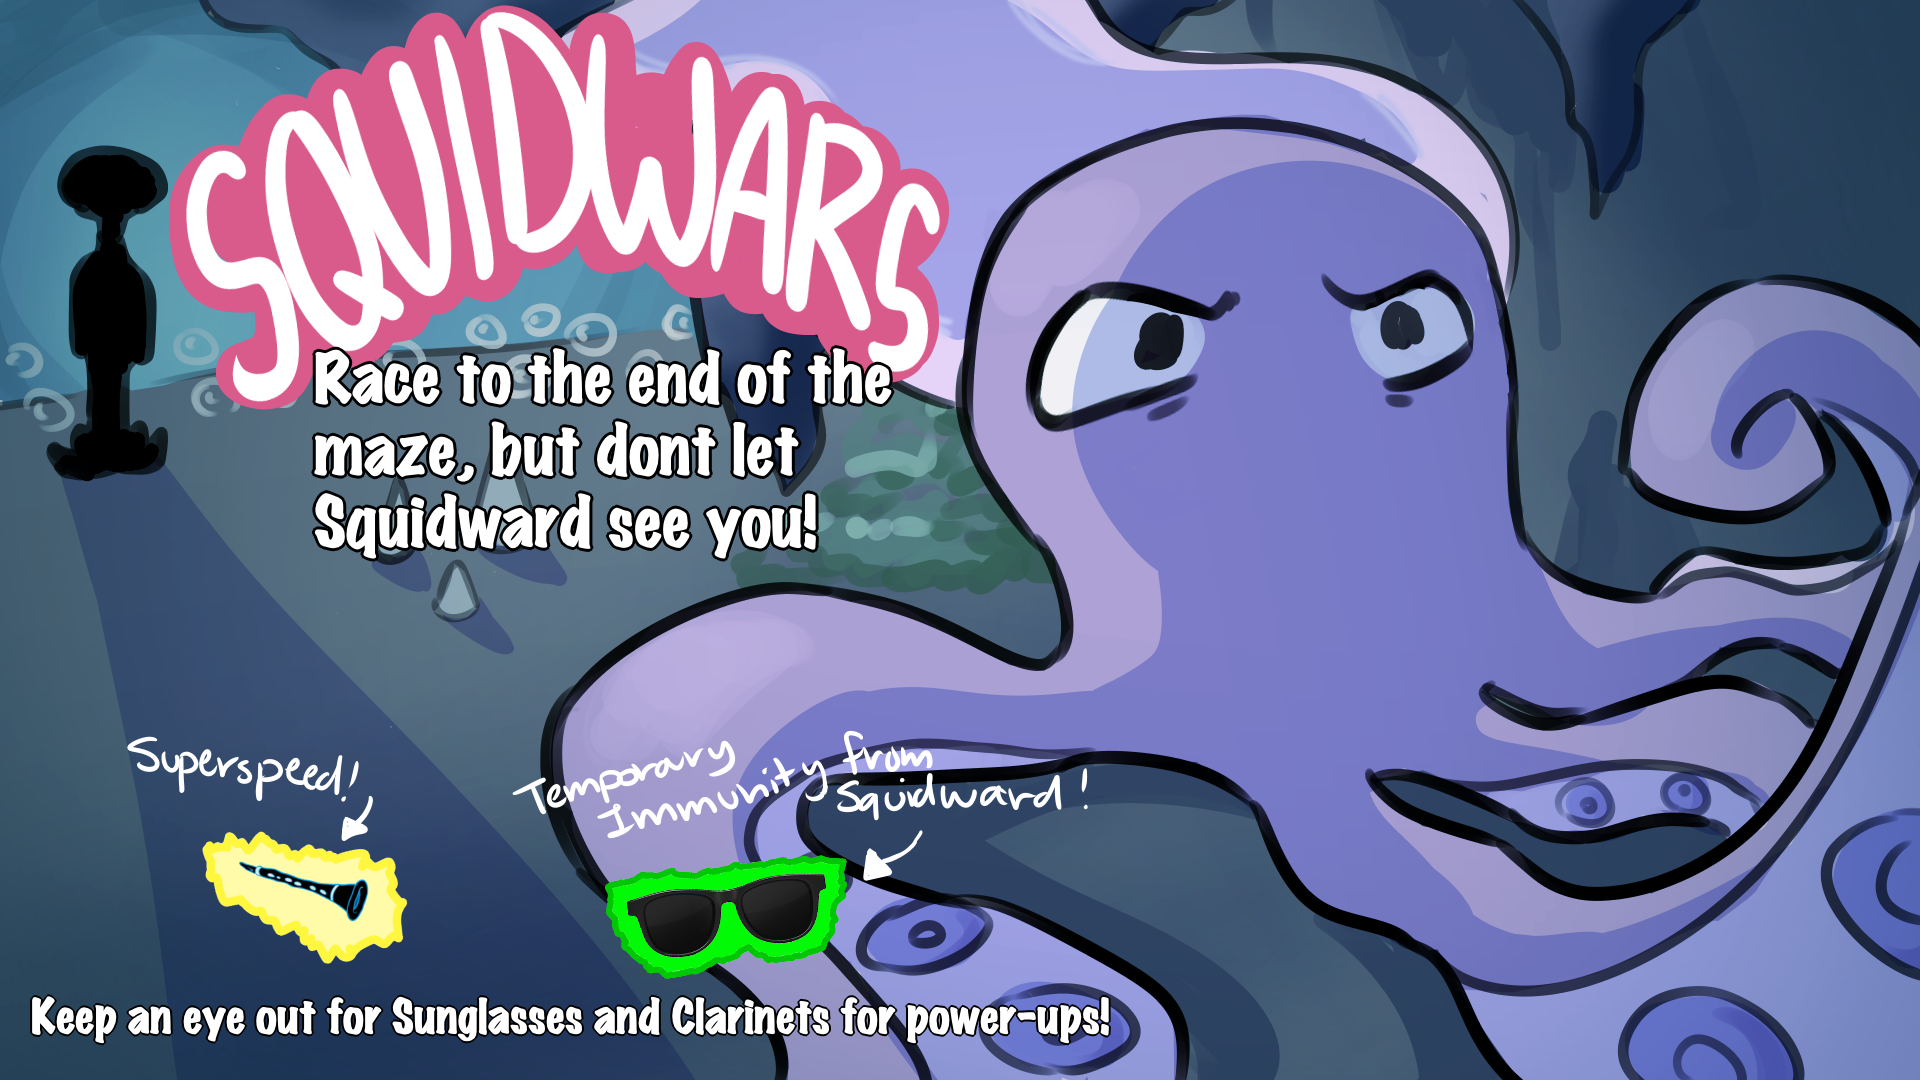 SQUIDWARS
Race to the end of the
maze, but dont let
Squidward see you!
Superspeed!
Temporary
Immunity from
Squidward!
Keep an eye out for Sunglasses and Clarinets for power-ups!